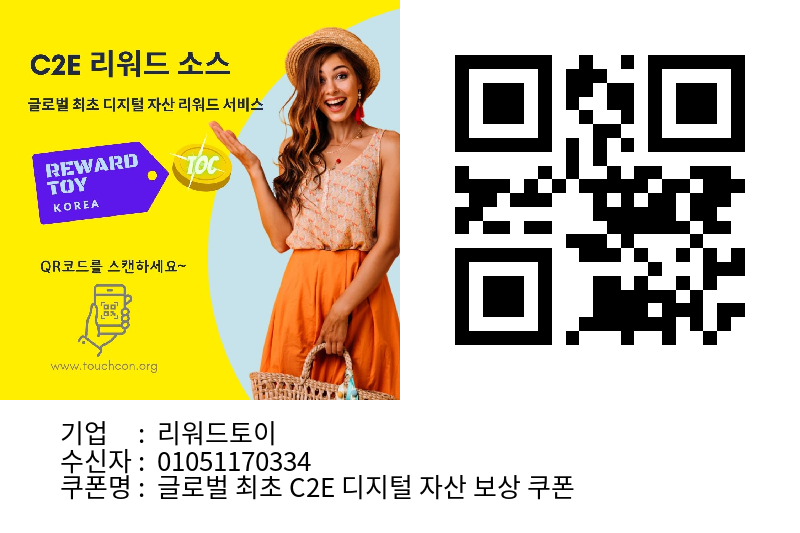 C2E 리워드 소스
글로벌 최초 디지털 자산 리워드 서비스
REWARD
TOY
KOREA
TOC
QR코드를 스캔하세요~
www.touchcon.org
기업 : 리워드토이
수신자 : 01051170334
쿠폰명 : 글로벌 최초 C2E 디지털 자산 보상 쿠폰